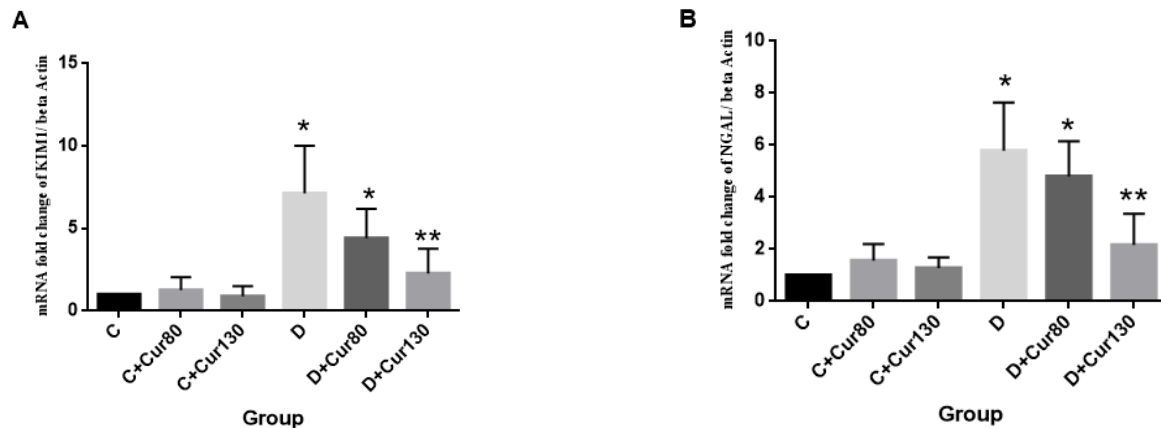 A
mRNA fold change of KIM1/ beta Actin
15
10
5
0
*
*
**
C
C+Cur80
C+Cur130
D
D+Cur80
D+Cur130
Group
B
mRNA fold change of NGAL/ beta Actin
10
8
6
4
2
0
*
*
**
C
C+Cur80
C+Cur130
D
D+Cur80
D+Cur130
Group